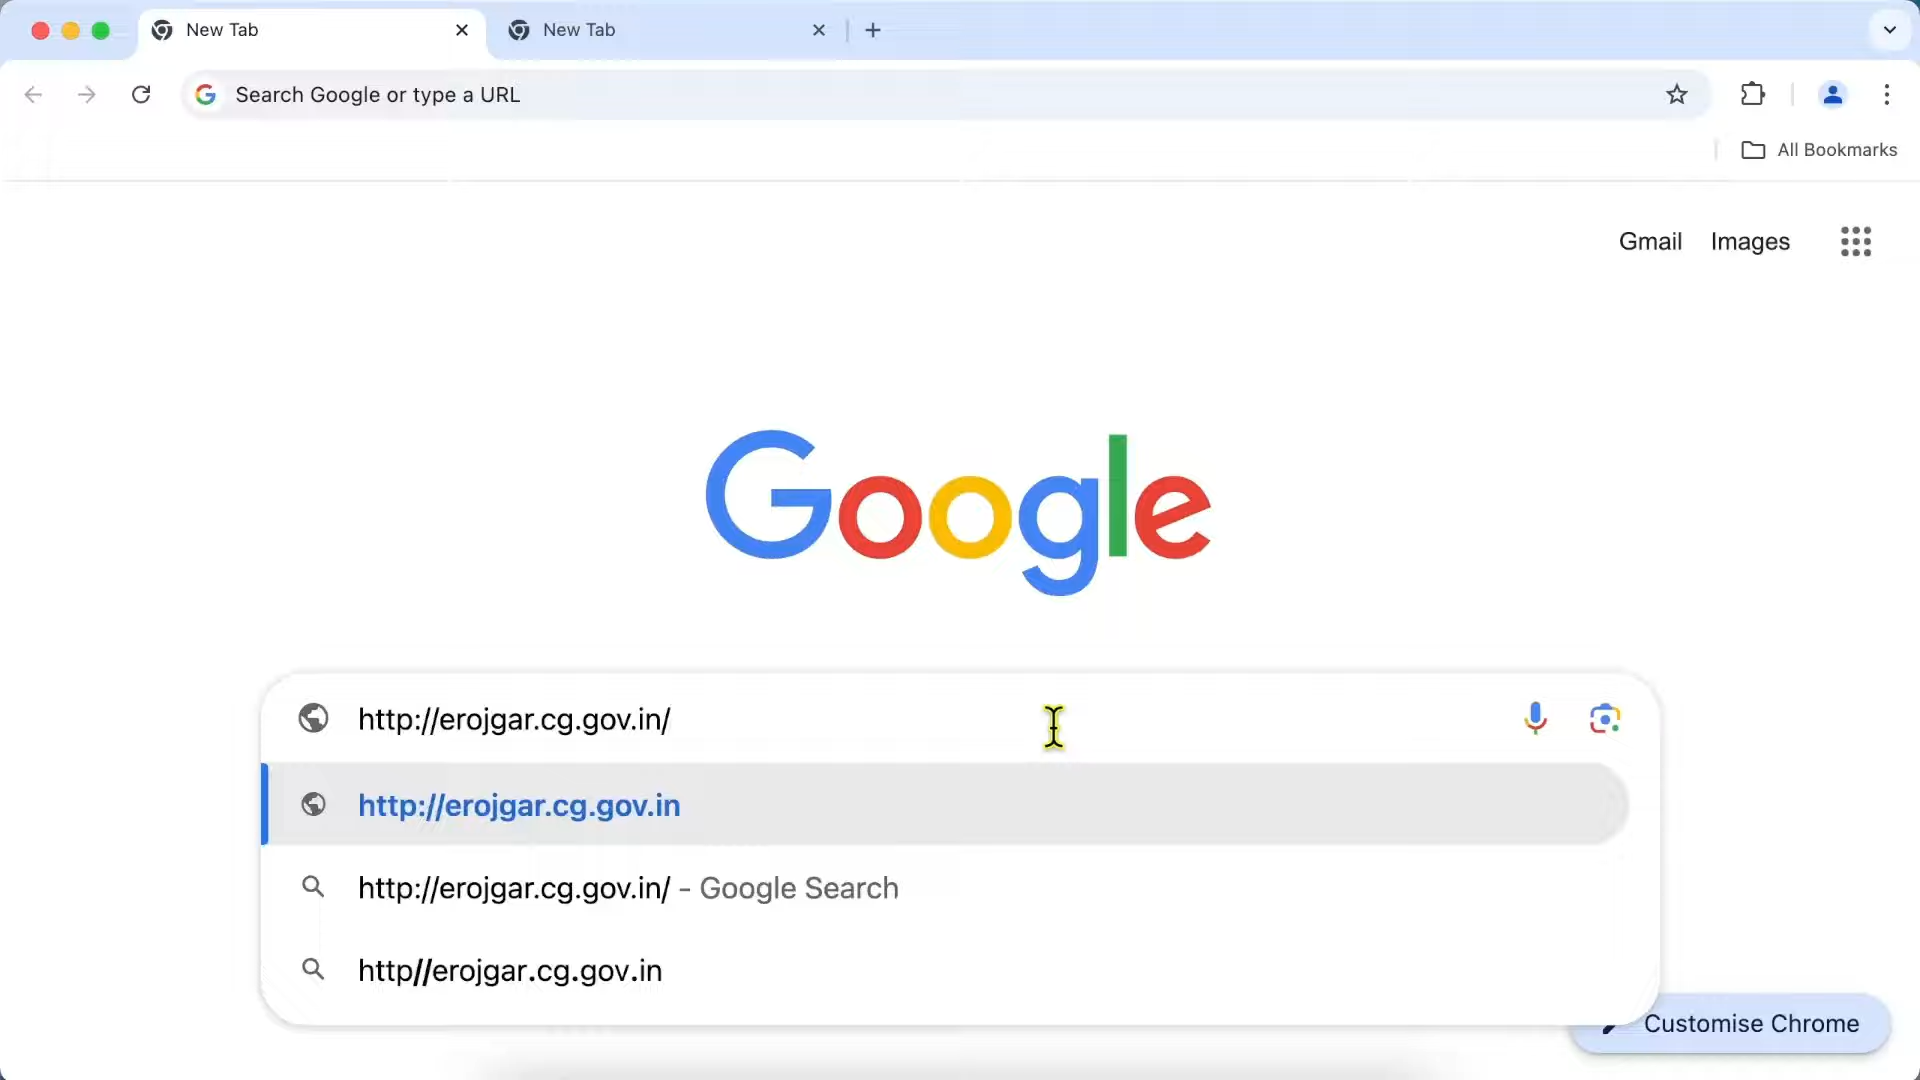 New Tab
New Tab
Search Google or type a URL
All Bookmarks
Gmail Images
Google
http://erojgar.cg.gov.in/
http://erojgar.cg.gov.in
http://erojgar.cg.gov.in/ - Google Search
http//erojgar.cg.gov.in
Customise Chrome